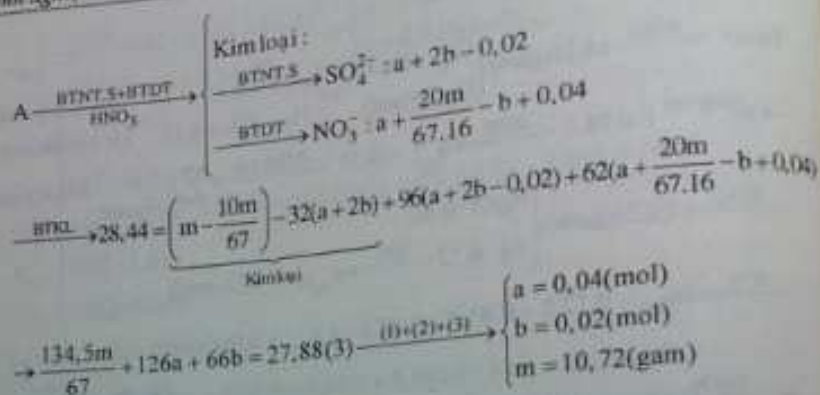 Kim loại:
A BTNT.S+BTDT HNO₃ → BTNT.S → SO₄²⁻ : a + 2b − 0,02
BTDT → NO₃⁻ : a + 20m/67.16 − b + 0,04
BTKL → 28,44 = (m − 10m/67) − 32(a + 2b) + 96(a + 2b − 0,02) + 62(a + 20m/67.16 − b + 0,04)
Kim loại
→ 134,5m/67 + 126a + 66b = 27,88(3) (1)+(2)+(3) → { a = 0,04(mol)
b = 0,02(mol)
m = 10,72(gam)